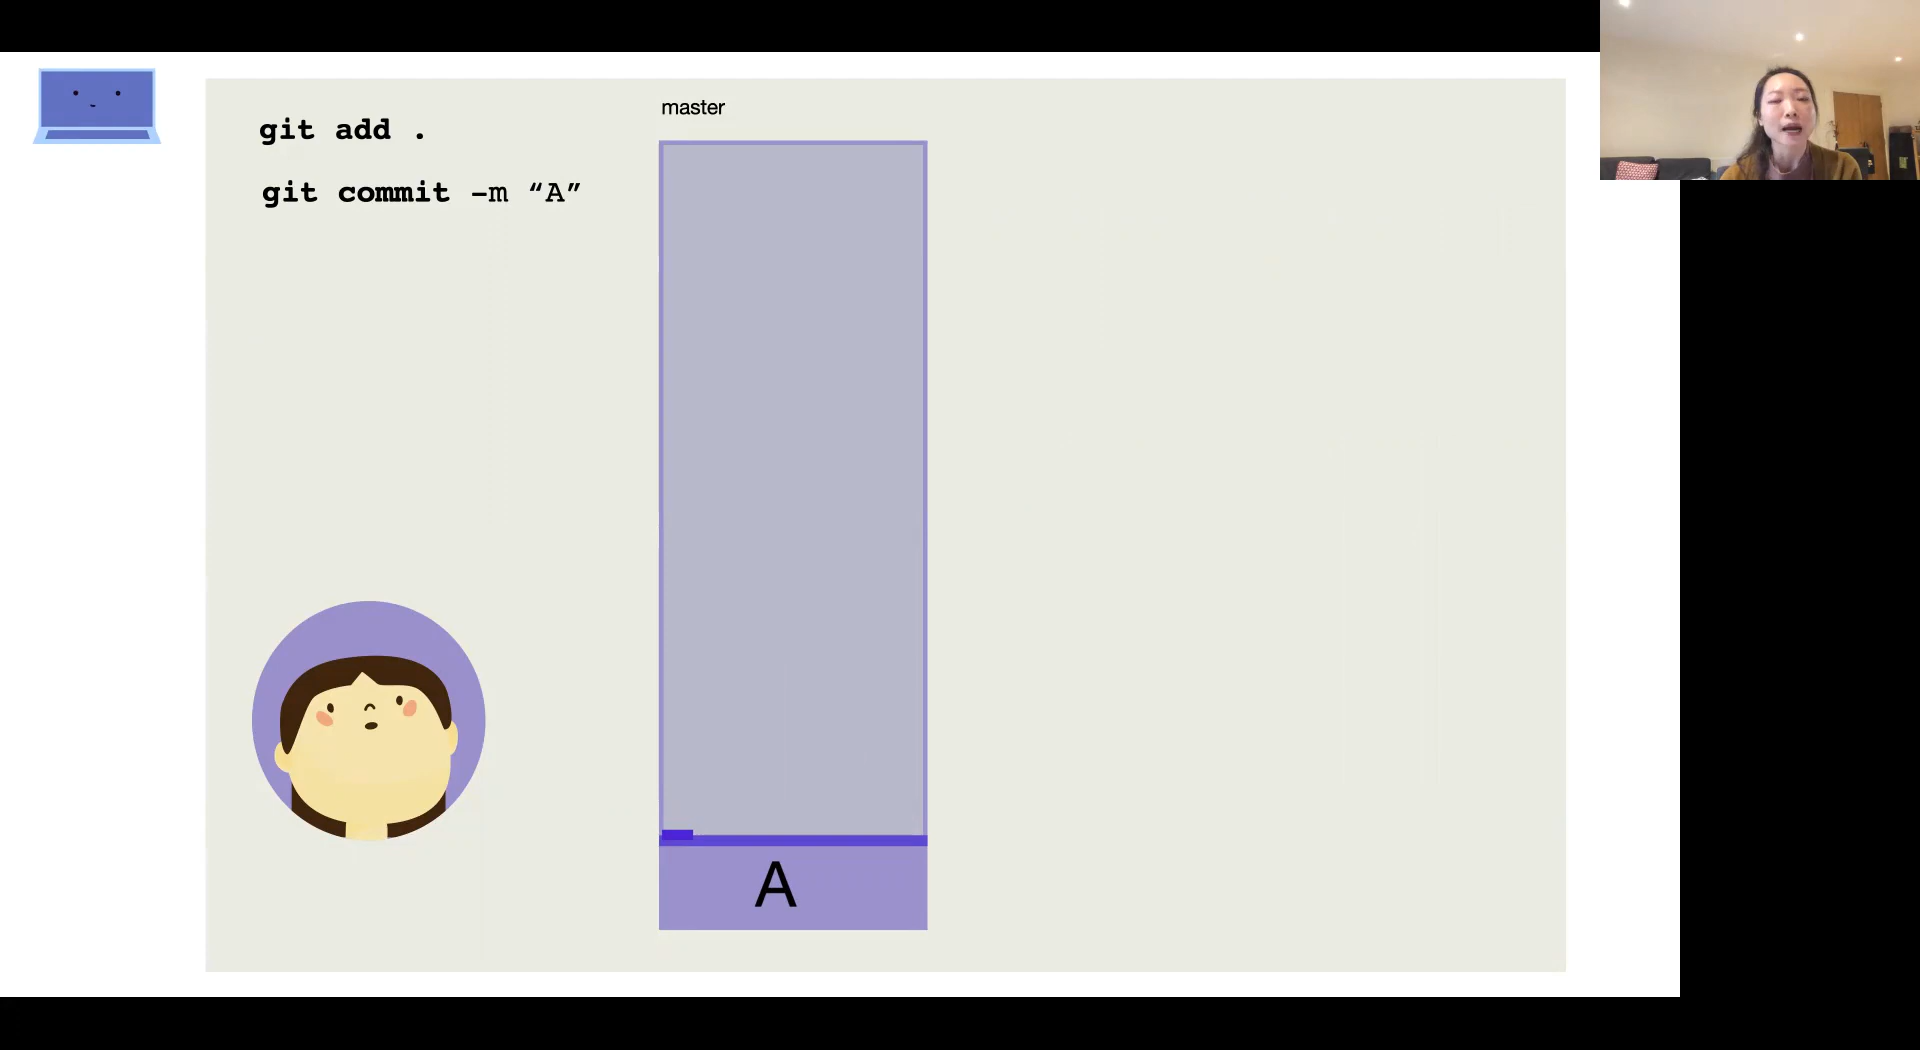 git add .
git commit -m “A”
master
A